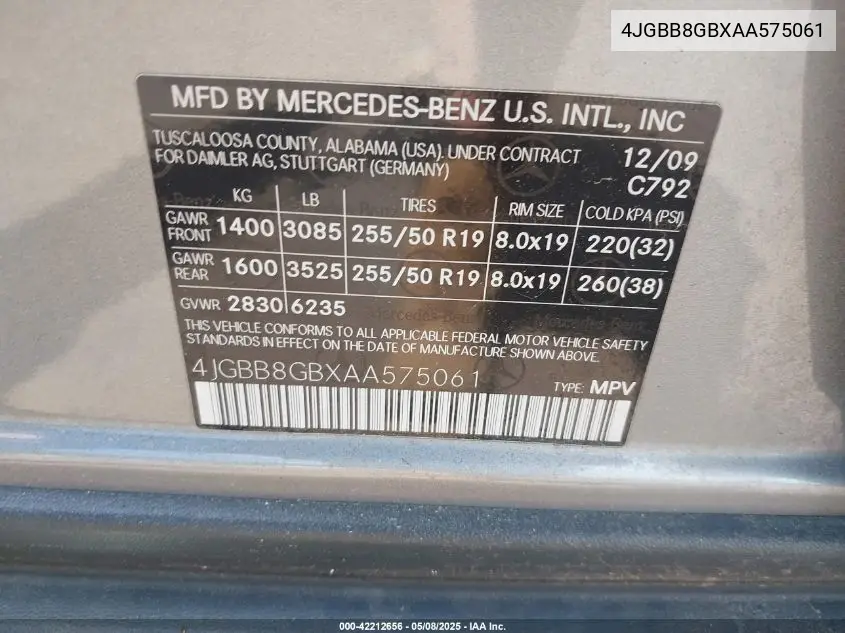 4JGBB8GBXAA575061
MFD BY MERCEDES-BENZ U.S. INTL., INC
TUSCALOOSA COUNTY, ALABAMA (USA). UNDER CONTRACT 12/09
FOR DAIMLER AG, STUTTGART (GERMANY) C792
KG LB TIRES RIM SIZE COLD KPA (PSI)
GAWR FRONT 1400 3085 255/50 R19 8.0x19 220(32)
GAWR REAR 1600 3525 255/50 R19 8.0x19 260(38)
GVWR 2830 6235
THIS VEHICLE CONFORMS TO ALL APPLICABLE FEDERAL MOTOR VEHICLE SAFETY
STANDARDS IN EFFECT ON THE DATE OF MANUFACTURE SHOWN ABOVE.
4JGBB8GBXAA575061 TYPE: MPV
000-42212656 - 05/08/2025 - IAA Inc.